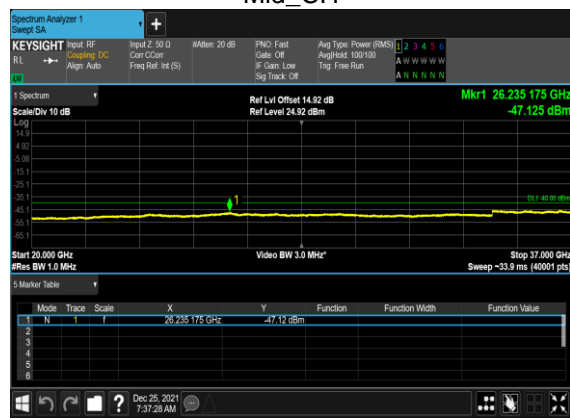 Spectrum Analyzer 1
Swept SA
+
KEYSIGHT Input: RF Input Z: 50 Ω #Atten: 20 dB PNO: Fast Avg Type: Power (RMS) 1 2 3 4 5 6
RL Coupling: DC Corr CCorr Gate: Off Avg|Hold: 100/100 A W W W W W
Align: Auto Freq Ref: Int (S) IF Gain: Low Trig: Free Run
Sig Track: Off A N N N N N
LW
1 Spectrum Ref Lvl Offset 14.92 dB Mkr1 26.235 175 GHz
Scale/Div 10 dB Ref Level 24.92 dBm -47.125 dBm
Log
14.9
4.92
-5.08
-15.1
-25.1
-35.1 1 DL1 -40.00 dBm
-45.1
-55.1
-65.1
Start 20.000 GHz Video BW 3.0 MHz* Stop 37.000 GHz
#Res BW 1.0 MHz Sweep ~33.9 ms (40001 pts)
5 Marker Table
Mode Trace Scale X Y Function Function Width Function Value
1 N 1 f 26.235 175 GHz -47.12 dBm
2
3
4
5
6
? Dec 25, 2021
7:37:28 AM